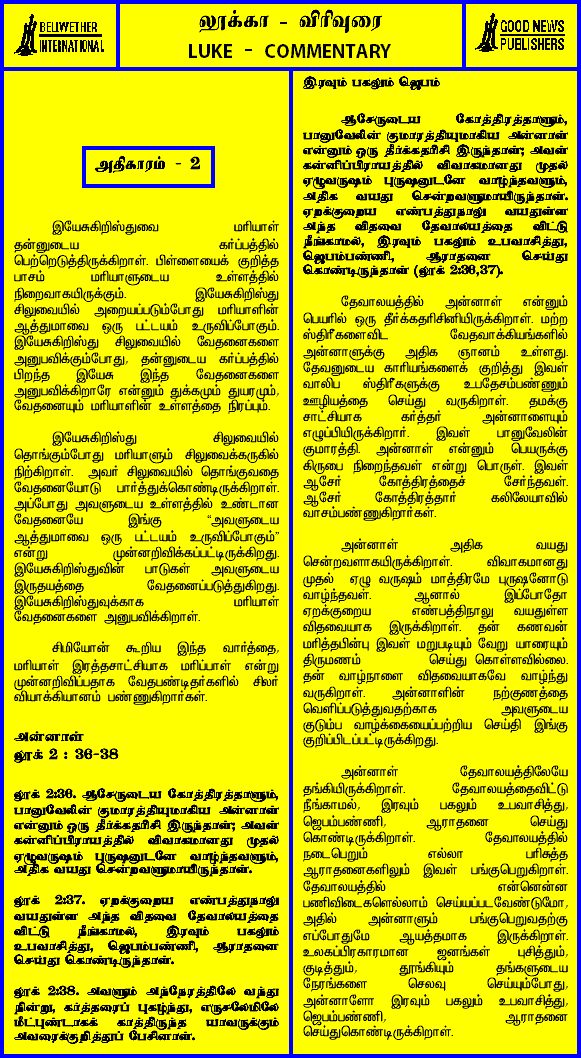 BELLWETHER
INTERNATIONAL
லூக்கா - விரிவுரை
LUKE - COMMENTARY
GOOD NEWS
PUBLISHERS
அதிகாரம் - 2
இயேசுகிறிஸ்துவை மரியாள்
தன்னுடைய கர்ப்பத்தில்
பெற்றெடுத்திருக்கிறாள். பிள்ளையைக் குறித்த
பாசம் மரியாளுடைய உள்ளத்தில்
நிறைவாகயிருக்கும். இயேசுகிறிஸ்து
சிலுவையில் அறையப்படும்போது மரியாளின்
ஆத்துமாவை ஒரு பட்டயம் உருவிப்போகும்.
இயேசுகிறிஸ்து சிலுவையில் வேதனைகளை
அனுபவிக்கும்போது, தன்னுடைய கர்ப்பத்தில்
பிறந்த இயேசு இந்த வேதனைகளை
அனுபவிக்கிறாரே என்னும் துக்கமும் துயரமும்,
வேதனையும் மரியாளின் உள்ளத்தை நிரப்பும்.
இயேசுகிறிஸ்து சிலுவையில்
தொங்கும்போது மரியாளும் சிலுவைக்கருகில்
நிற்கிறாள். அவர் சிலுவையில் தொங்குவதை
வேதனையோடு பார்த்துக்கொண்டிருக்கிறாள்.
அப்போது அவளுடைய உள்ளத்தில் உண்டான
வேதனையே இங்கு "அவளுடைய
ஆத்துமாவை ஒரு பட்டயம் உருவிப்போகும்"
என்று முன்னறிவிக்கப்பட்டிருக்கிறது.
இயேசுகிறிஸ்துவின் பாடுகள் அவளுடைய
இருதயத்தை வேதனைப்படுத்துகிறது.
இயேசுகிறிஸ்துவுக்காக மரியாள்
வேதனைகளை அனுபவிக்கிறாள்.
சிமியோன் கூறிய இந்த வார்த்தை,
மரியாள் இரத்தசாட்சியாக மரிப்பாள் என்று
முன்னறிவிப்பதாக வேதபண்டிதர்களில் சிலர்
வியாக்கியானம் பண்ணுகிறார்கள்.
அன்னாள்
லூக் 2 : 36-38
லூக் 2:36. ஆசேருடைய கோத்திரத்தாளும்,
பானுவேலின் குமாரத்தியுமாகிய அன்னாள்
என்னும் ஒரு தீர்க்கதரிசி இருந்தாள்; அவள்
கன்னிப்பிராயத்தில் விவாகமானது முதல்
ஏழுவருஷம் புருஷனுடனே வாழ்ந்தவளும்,
அதிக வயது சென்றவளுமாயிருந்தாள்.
லூக் 2:37. ஏறக்குறைய எண்பத்துநாலு
வயதுள்ள அந்த விதவை தேவாலயத்தை
விட்டு நீங்காமல், இரவும் பகலும்
உபவாசித்து, ஜெபம்பண்ணி, ஆராதனை
செய்து கொண்டிருந்தாள்.
லூக் 2:38. அவளும் அந்நேரத்திலே வந்து
நின்று, கர்த்தரைப் புகழ்ந்து, எருசலேமிலே
மீட்புண்டாகக் காத்திருந்த யாவருக்கும்
அவரைக்குறித்துப் பேசினாள்.
இரவும் பகலும் ஜெபம்
ஆசேருடைய கோத்திரத்தாளும்,
பானுவேலின் குமாரத்தியுமாகிய அன்னாள்
என்னும் ஒரு தீர்க்கதரிசி இருந்தாள்; அவள்
கன்னிப்பிராயத்தில் விவாகமானது முதல்
ஏழுவருஷம் புருஷனுடனே வாழ்ந்தவளும்,
அதிக வயது சென்றவளுமாயிருந்தாள்.
ஏறக்குறைய எண்பத்துநாலு வயதுள்ள
அந்த விதவை தேவாலயத்தை விட்டு
நீங்காமல், இரவும் பகலும் உபவாசித்து,
ஜெபம்பண்ணி, ஆராதனை செய்து
கொண்டிருந்தாள் (லூக் 2:36,37).
தேவாலயத்தில் அன்னாள் என்னும்
பெயரில் ஒரு தீர்க்கதரிசினியிருக்கிறாள். மற்ற
ஸ்திரீகளைவிட வேதவாக்கியங்களில்
அன்னாளுக்கு அதிக ஞானம் உள்ளது.
தேவனுடைய காரியங்களைக் குறித்து இவள்
வாலிப ஸ்திரீகளுக்கு உபதேசம்பண்ணும்
ஊழியத்தை செய்து வருகிறாள். தமக்கு
சாட்சியாக கர்த்தர் அன்னாளையும்
எழுப்பியிருக்கிறார். இவள் பானுவேலின்
குமாரத்தி. அன்னாள் என்னும் பெயருக்கு
கிருபை நிறைந்தவள் என்று பொருள். இவள்
ஆசேர் கோத்திரத்தைச் சேர்ந்தவள்.
ஆசேர் கோத்திரத்தார் கலிலேயாவில்
வாசம்பண்ணுகிறார்கள்.
அன்னாள் அதிக வயது
சென்றவளாகயிருக்கிறாள். விவாகமானது
முதல் ஏழு வருஷம் மாத்திரமே புருஷனோடு
வாழ்ந்தவள். ஆனால் இப்போதோ
ஏறக்குறைய எண்பத்திநாலு வயதுள்ள
விதவையாக இருக்கிறாள். தன் கணவன்
மரித்தபின்பு இவள் மறுபடியும் வேறு யாரையும்
திருமணம் செய்து கொள்ளவில்லை.
தன் வாழ்நாளை விதவையாகவே வாழ்ந்து
வருகிறாள். அன்னாளின் நற்குணத்தை
வெளிப்படுத்துவதற்காக அவளுடைய
குடும்ப வாழ்க்கையைப்பற்றிய செய்தி இங்கு
குறிப்பிடப்பட்டிருக்கிறது.
அன்னாள் தேவாலயத்திலேயே
தங்கியிருக்கிறாள். தேவாலயத்தைவிட்டு
நீங்காமல், இரவும் பகலும் உபவாசித்து,
ஜெபம்பண்ணி, ஆராதனை செய்து
கொண்டிருக்கிறாள். தேவாலயத்தில்
நடைபெறும் எல்லா பரிசுத்த
ஆராதனைகளிலும் இவள் பங்குபெறுகிறாள்.
தேவாலயத்தில் என்னென்ன
பணிவிடைகளெல்லாம் செய்யப்படவேண்டுமோ,
அதில் அன்னாளும் பங்குபெறுவதற்கு
எப்போதுமே ஆயத்தமாக இருக்கிறாள்.
உலகப்பிரகாரமான ஜனங்கள் புசித்தும்,
குடித்தும், தூங்கியும் தங்களுடைய
நேரங்களை செலவு செய்யும்போது,
அன்னாளோ இரவும் பகலும் உபவாசித்து,
ஜெபம்பண்ணி, ஆராதனை
செய்துகொண்டிருக்கிறாள்.